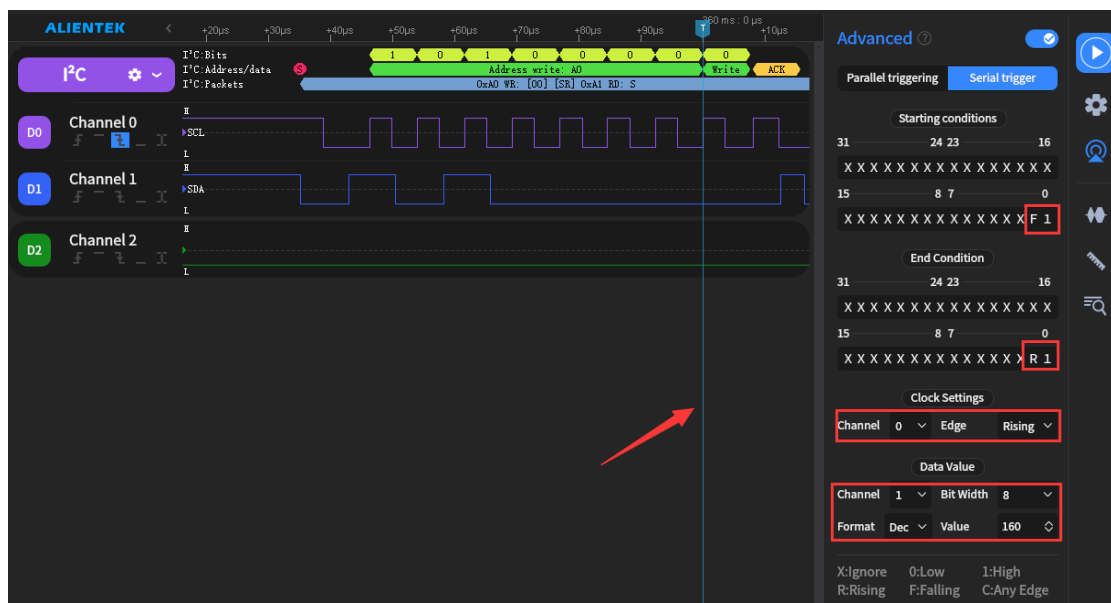 ALIENTEK
+20μs +30μs +40μs +50μs +60μs +70μs +80μs +90μs 360 ms : 0 μs +10μs
T
I²C
I²C:Bits 1 0 1 0 0 0 0 0
I²C:Address/data S Address write: A0 Write ACK
I²C:Packets 0xA0 WR: [00] [SR] 0xA1 RD: S
D0 Channel 0
H
SCL
L
D1 Channel 1
H
SDA
L
D2 Channel 2
H
L
Advanced ?
Parallel triggering Serial trigger
Starting conditions
31 24 23 16
X X X X X X X X X X X X X X X X
15 8 7 0
X X X X X X X X X X X X X X F 1
End Condition
31 24 23 16
X X X X X X X X X X X X X X X X
15 8 7 0
X X X X X X X X X X X X X X R 1
Clock Settings
Channel 0 Edge Rising
Data Value
Channel 1 Bit Width 8
Format Dec Value 160
X:Ignore 0:Low 1:High
R:Rising F:Falling C:Any Edge